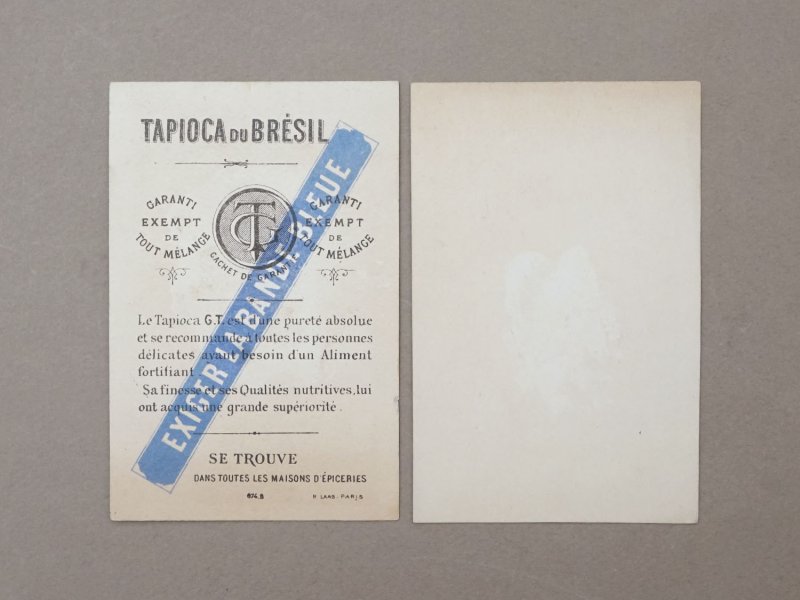 TAPIOCA DU BRÉSIL
GARANTI
EXEMPT
DE
TOUT MÉLANGE
TG
CACHET DE GARANTIE
GARANTI
EXEMPT
DE
TOUT MÉLANGE
EXIGER LA BANDE BLEUE
Le Tapioca G.T. est d'une pureté absolue
et se recommande à toutes les personnes
délicates ayant besoin d'un Aliment
fortifiant.
Sa finesse et ses Qualités nutritives, lui
ont acquis une grande supériorité.
SE TROUVE
DANS TOUTES LES MAISONS D'ÉPICERIES
674.B
LAAS. PARIS